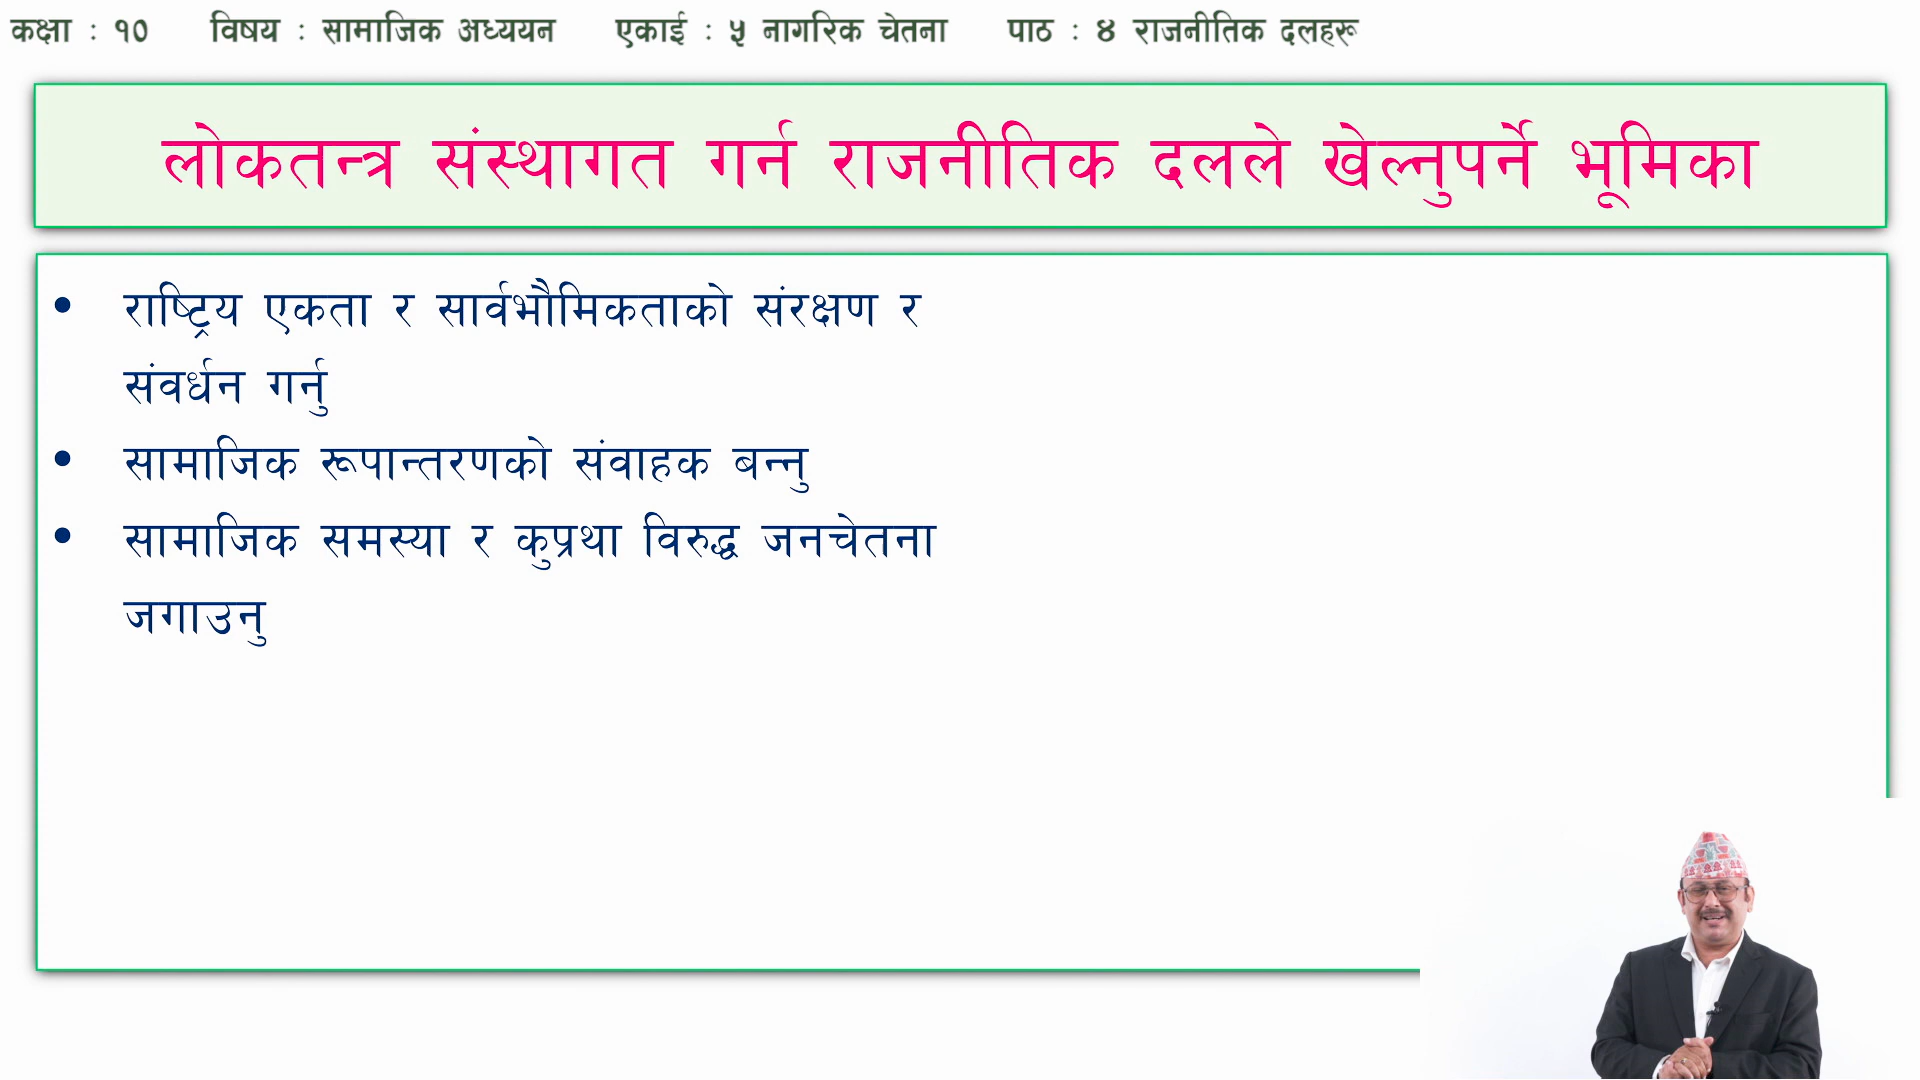 कक्षा : १० विषय : सामाजिक अध्ययन एकाई : ५ नागरिक चेतना पाठ : ४ राजनीतिक दलहरू
लोकतन्त्र संस्थागत गर्न राजनीतिक दलले खेल्नुपर्ने भूमिका
• राष्ट्रिय एकता र सार्वभौमिकताको संरक्षण र
संवर्धन गर्नु
• सामाजिक रूपान्तरणको संवाहक बन्नु
• सामाजिक समस्या र कुप्रथा विरुद्ध जनचेतना
जगाउनु